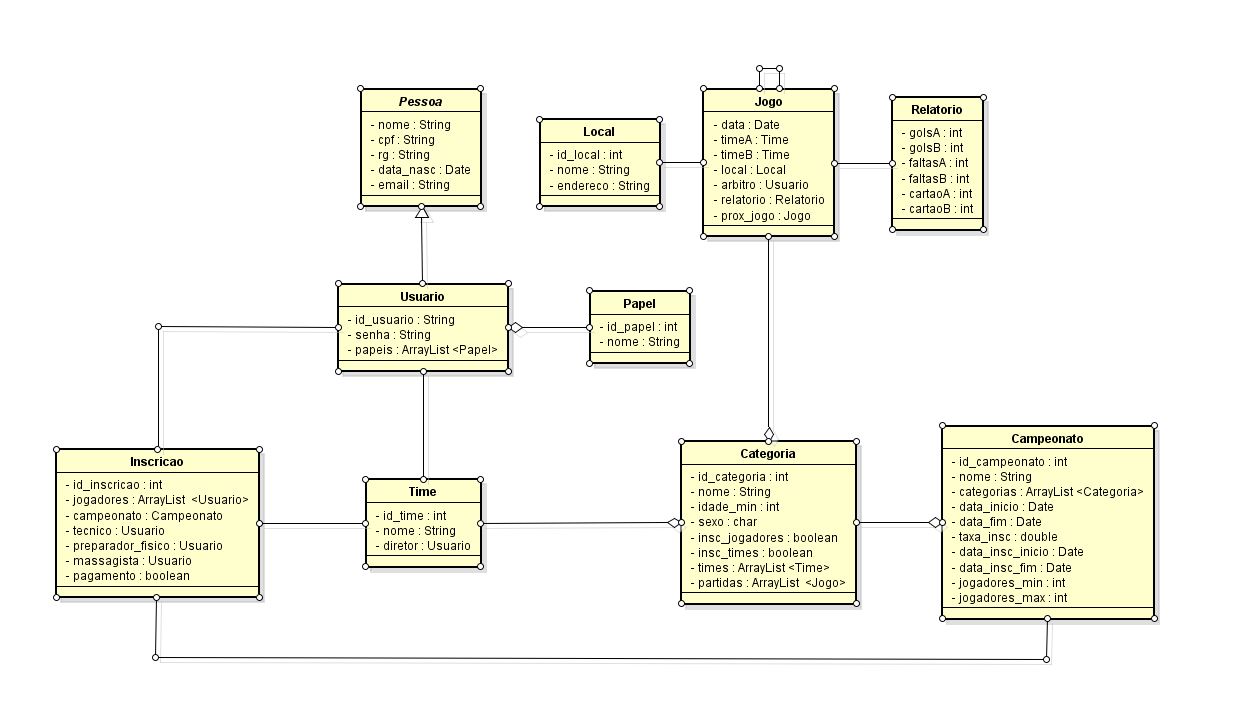 Pessoa
- nome : String
- cpf : String
- rg : String
- data_nasc : Date
- email : String
Local
- id_local : int
- nome : String
- endereco : String
Jogo
- data : Date
- timeA : Time
- timeB : Time
- local : Local
- arbitro : Usuario
- relatorio : Relatorio
- prox_jogo : Jogo
Relatorio
- golsA : int
- golsB : int
- faltasA : int
- faltasB : int
- cartaoA : int
- cartaoB : int
Usuario
- id_usuario : String
- senha : String
- papeis : ArrayList <Papel>
Papel
- id_papel : int
- nome : String
Inscricao
- id_inscricao : int
- jogadores : ArrayList <Usuario>
- campeonato : Campeonato
- tecnico : Usuario
- preparador_fisico : Usuario
- massagista : Usuario
- pagamento : boolean
Time
- id_time : int
- nome : String
- diretor : Usuario
Categoria
- id_categoria : int
- nome : String
- idade_min : int
- sexo : char
- insc_jogadores : boolean
- insc_times : boolean
- times : ArrayList <Time>
- partidas : ArrayList <Jogo>
Campeonato
- id_campeonato : int
- nome : String
- categorias : ArrayList <Categoria>
- data_inicio : Date
- data_fim : Date
- taxa_insc : double
- data_insc_inicio : Date
- data_insc_fim : Date
- jogadores_min : int
- jogadores_max : int